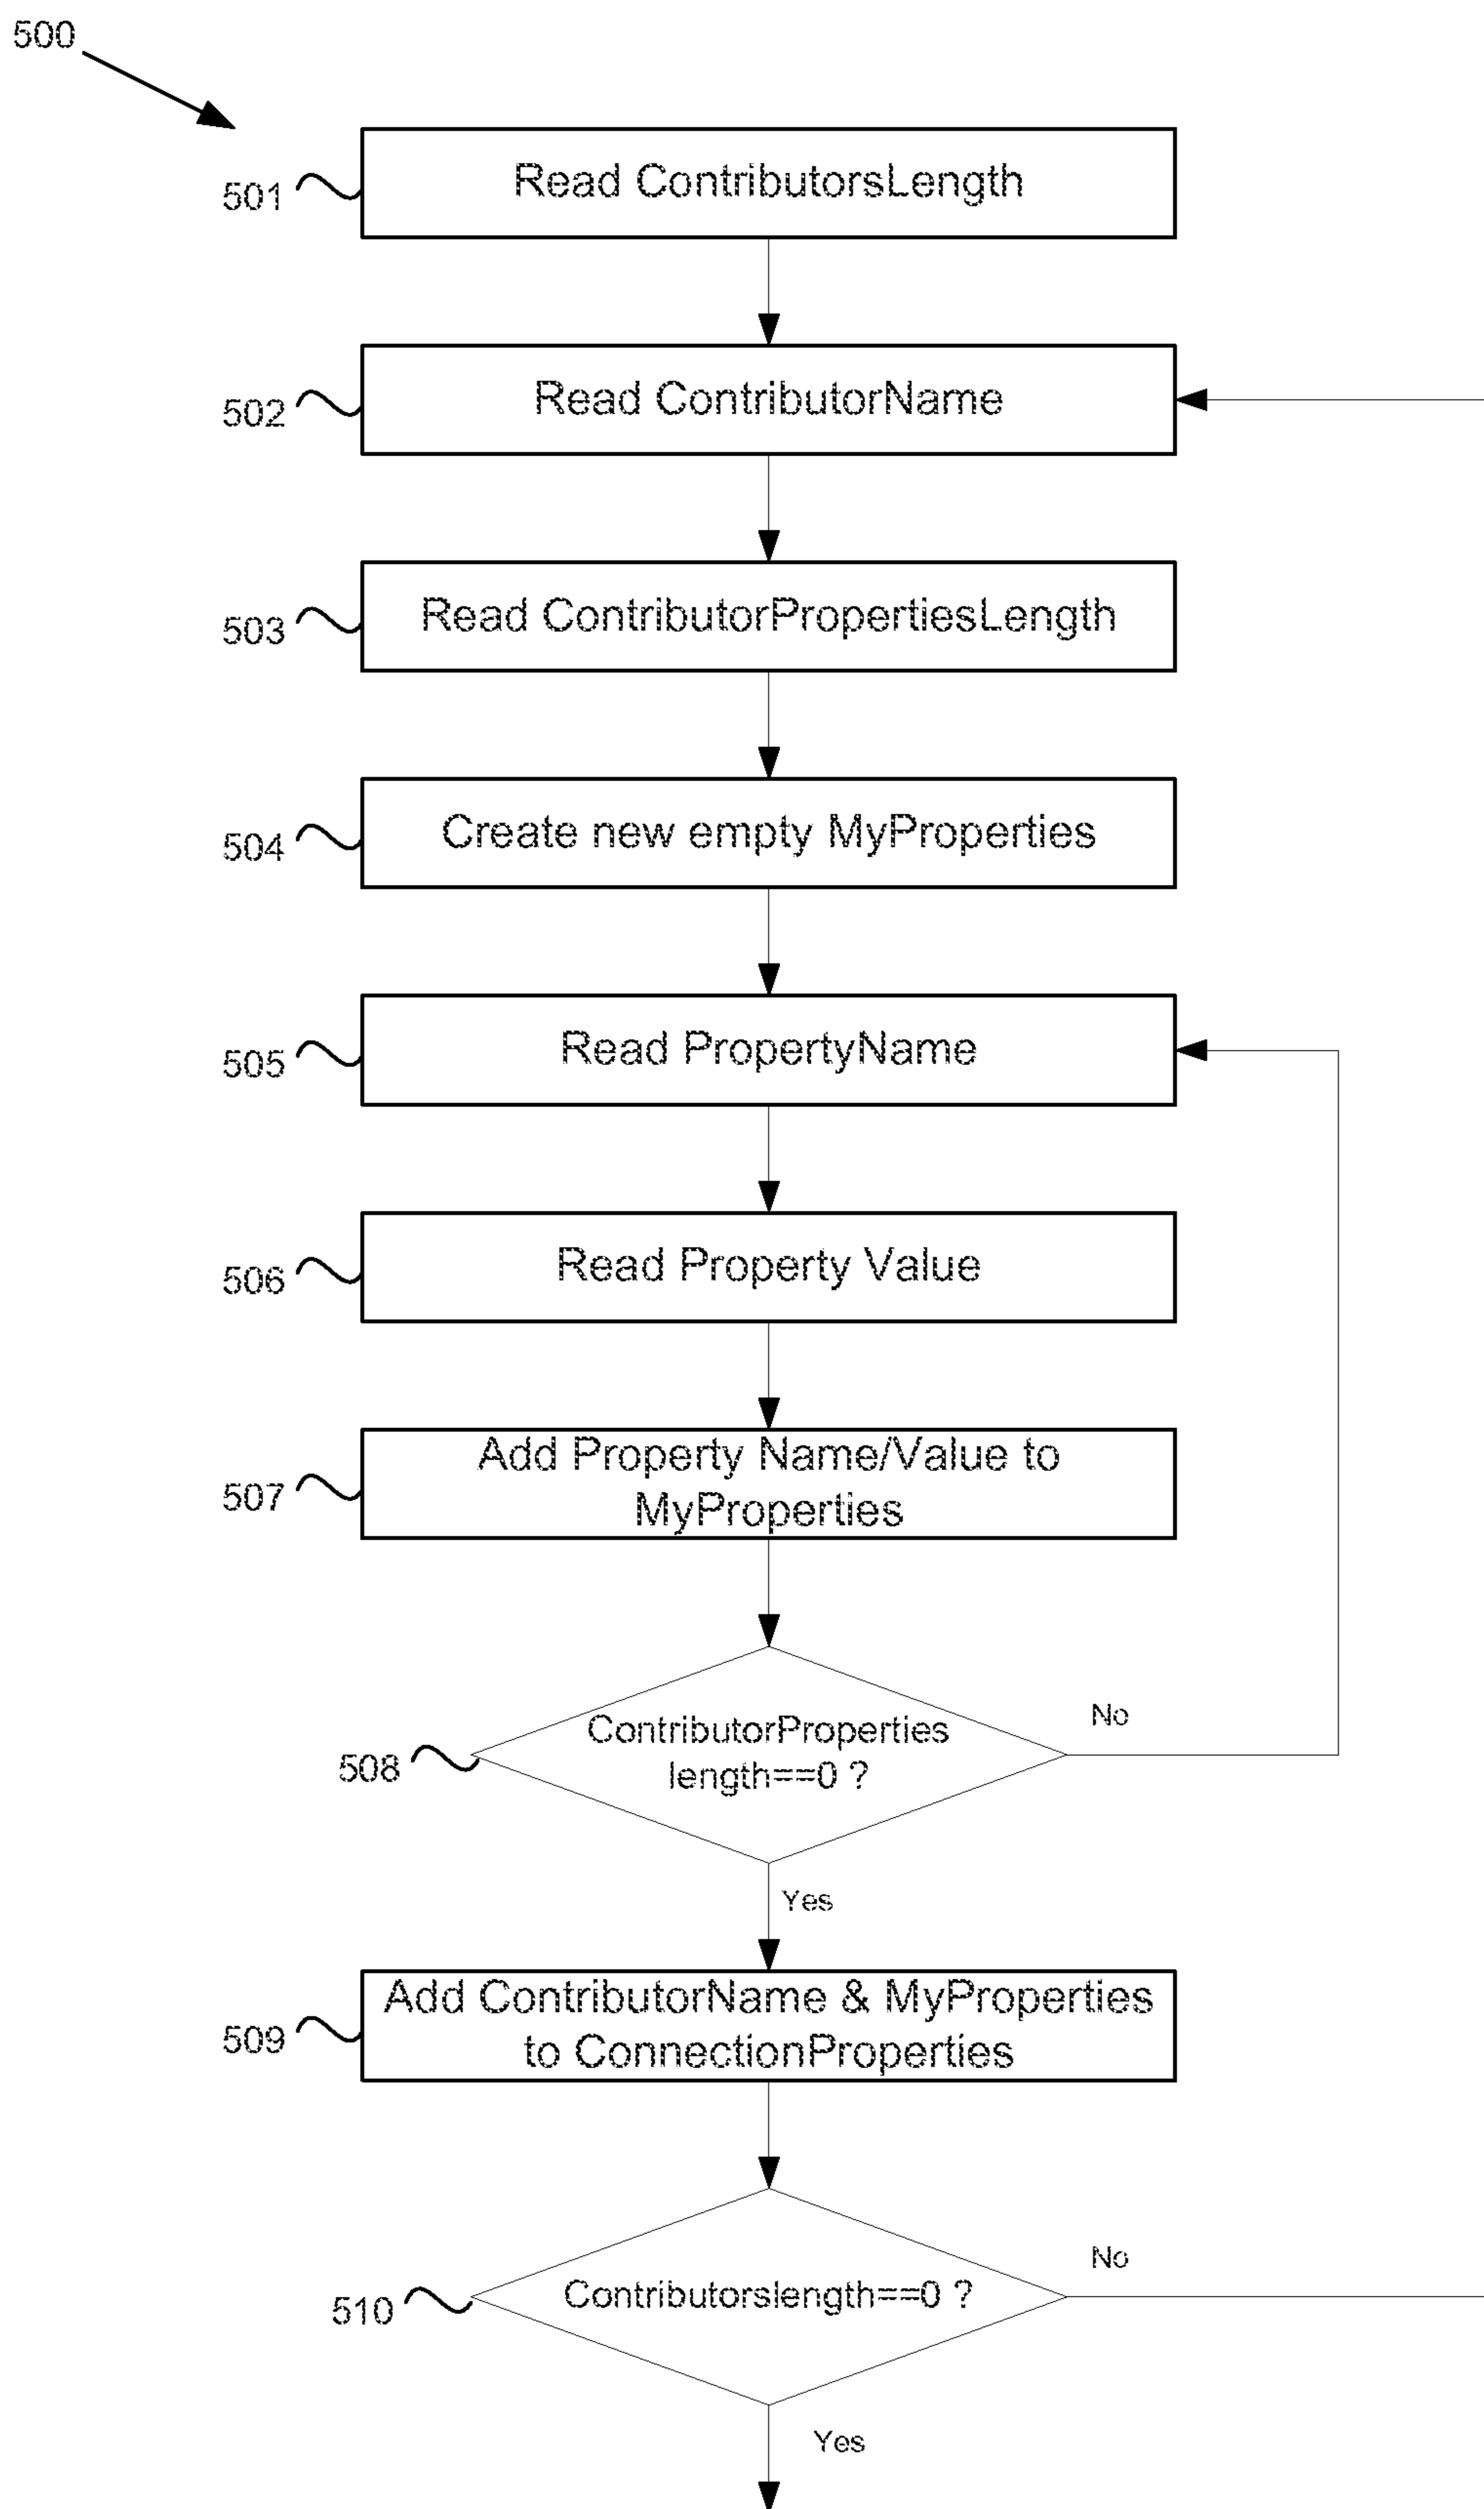 500
501
Read ContributorsLength
502
Read ContributorName
503
Read ContributorPropertiesLength
504
Create new empty MyProperties
505
Read PropertyName
506
Read Property Value
507
Add Property Name/Value to
MyProperties
508
ContributorProperties
length==0 ?
No
Yes
509
Add ContributorName & MyProperties
to ConnectionProperties
510
Contributorslength==0 ?
No
Yes